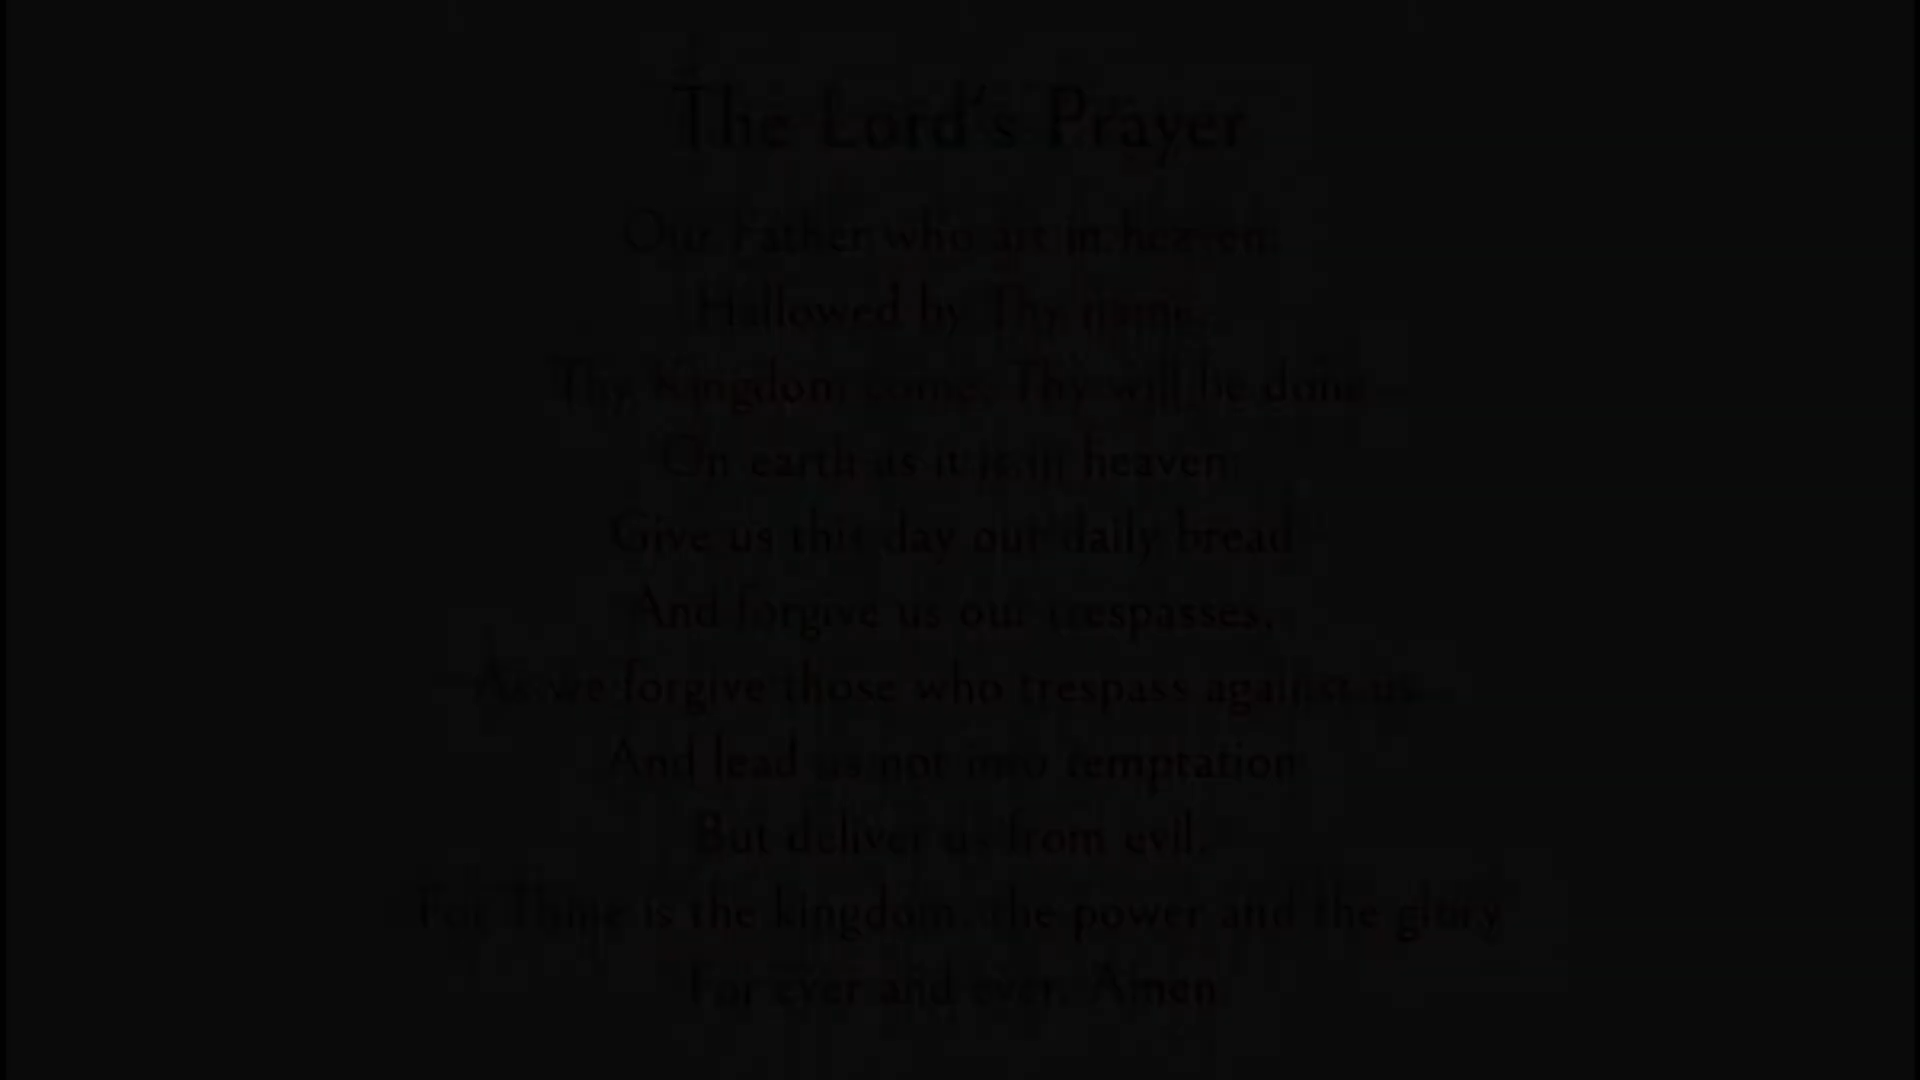 The Lord's Prayer
Our Father who art in heaven,
Hallowed by Thy name.
Thy Kingdom come, Thy will be done –
On earth as it is in heaven.
Give us this day our daily bread –
And forgive us our trespasses,
As we forgive those who trespass against us –
And lead us not into temptation
But deliver us from evil.
For Thine is the kingdom, the power and the glory
For ever and ever. Amen